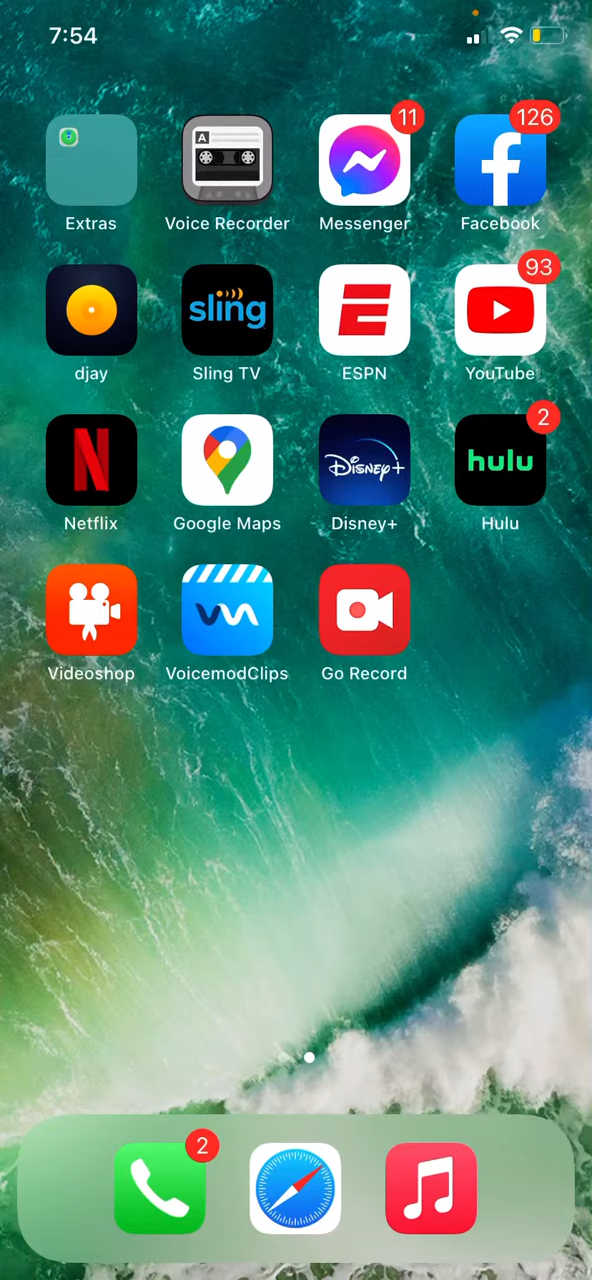 7:54
11
126
A
Extras
Voice Recorder
Messenger
Facebook
93
sling
djay
Sling TV
ESPN
YouTube
2
Disney+
hulu
Netflix
Google Maps
Disney+
Hulu
Videoshop
VoicemodClips
Go Record
2